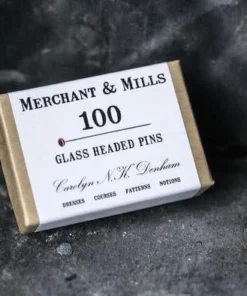 MERCHANT & MILLS
100
GLASS HEADED PINS
Carolyn N.K. Denham
DRESSES COURSES PATTERNS NOTIONS